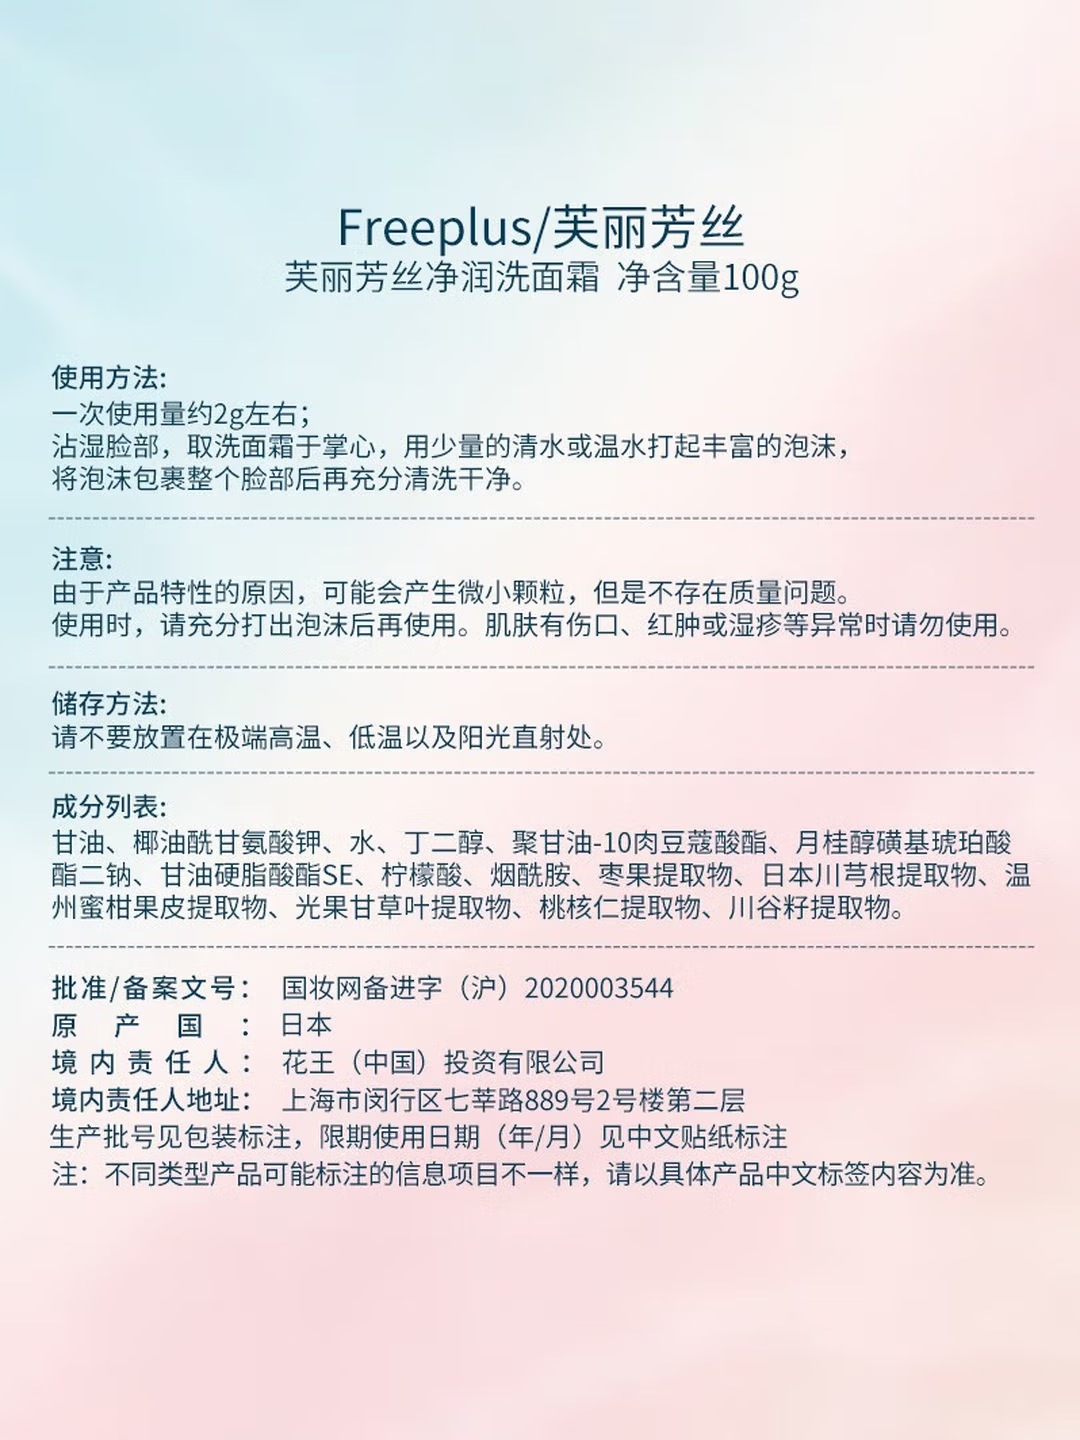 Freeplus/芙丽芳丝
芙丽芳丝净润洗面霜 净含量100g
使用方法:
一次使用量约2g左右；
沾湿脸部，取洗面霜于掌心，用少量的清水或温水打起丰富的泡沫，
将泡沫包裹整个脸部后再充分清洗干净。
注意:
由于产品特性的原因，可能会产生微小颗粒，但是不存在质量问题。
使用时，请充分打出泡沫后再使用。肌肤有伤口、红肿或湿疹等异常时请勿使用。
储存方法:
请不要放置在极端高温、低温以及阳光直射处。
成分列表:
甘油、椰油酰甘氨酸钾、水、丁二醇、聚甘油-10肉豆蔻酸酯、月桂醇磺基琥珀酸
酯二钠、甘油硬脂酸酯SE、柠檬酸、烟酰胺、枣果提取物、日本川芎根提取物、温
州蜜柑果皮提取物、光果甘草叶提取物、桃核仁提取物、川谷籽提取物。
批准/备案文号： 国妆网备进字（沪）2020003544
原产国： 日本
境内责任人： 花王（中国）投资有限公司
境内责任人地址： 上海市闵行区七莘路889号2号楼第二层
生产批号见包装标注，限期使用日期（年/月）见中文贴纸标注
注：不同类型产品可能标注的信息项目不一样，请以具体产品中文标签内容为准。